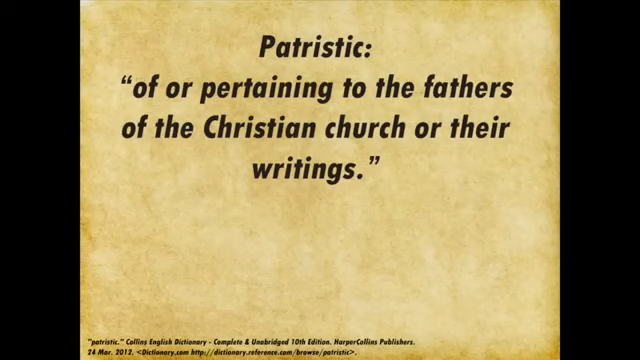 Patristic:
“of or pertaining to the fathers
of the Christian church or their
writings.”
"patristic." Collins English Dictionary - Complete & Unabridged 10th Edition. HarperCollins Publishers.
24 Mar. 2012. <Dictionary.com http://dictionary.reference.com/browse/patristic>.